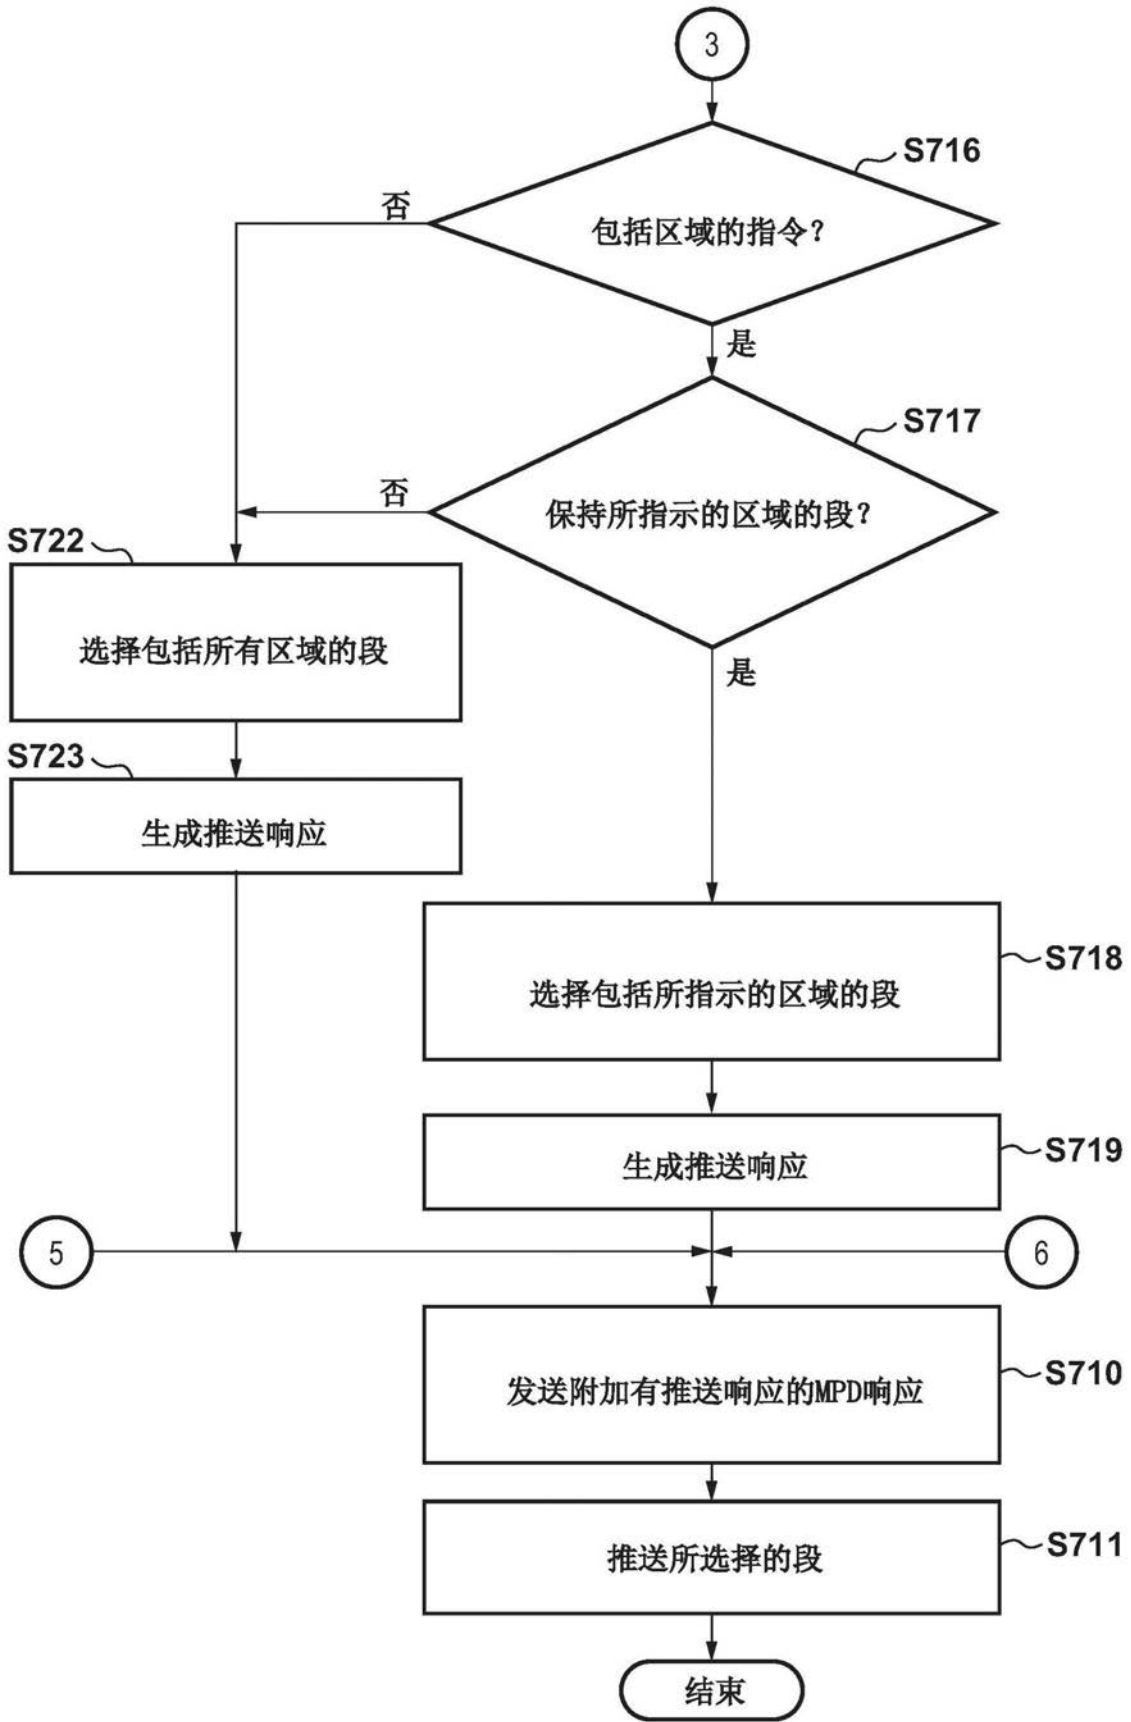 3
S716
否
包括区域的指令?
是
S717
否
保持所指示的区域的段?
S722
选择包括所有区域的段
是
S723
生成推送响应
S718
选择包括所指示的区域的段
S719
生成推送响应
5
6
S710
发送附加有推送响应的MPD响应
S711
推送所选择的段
结束